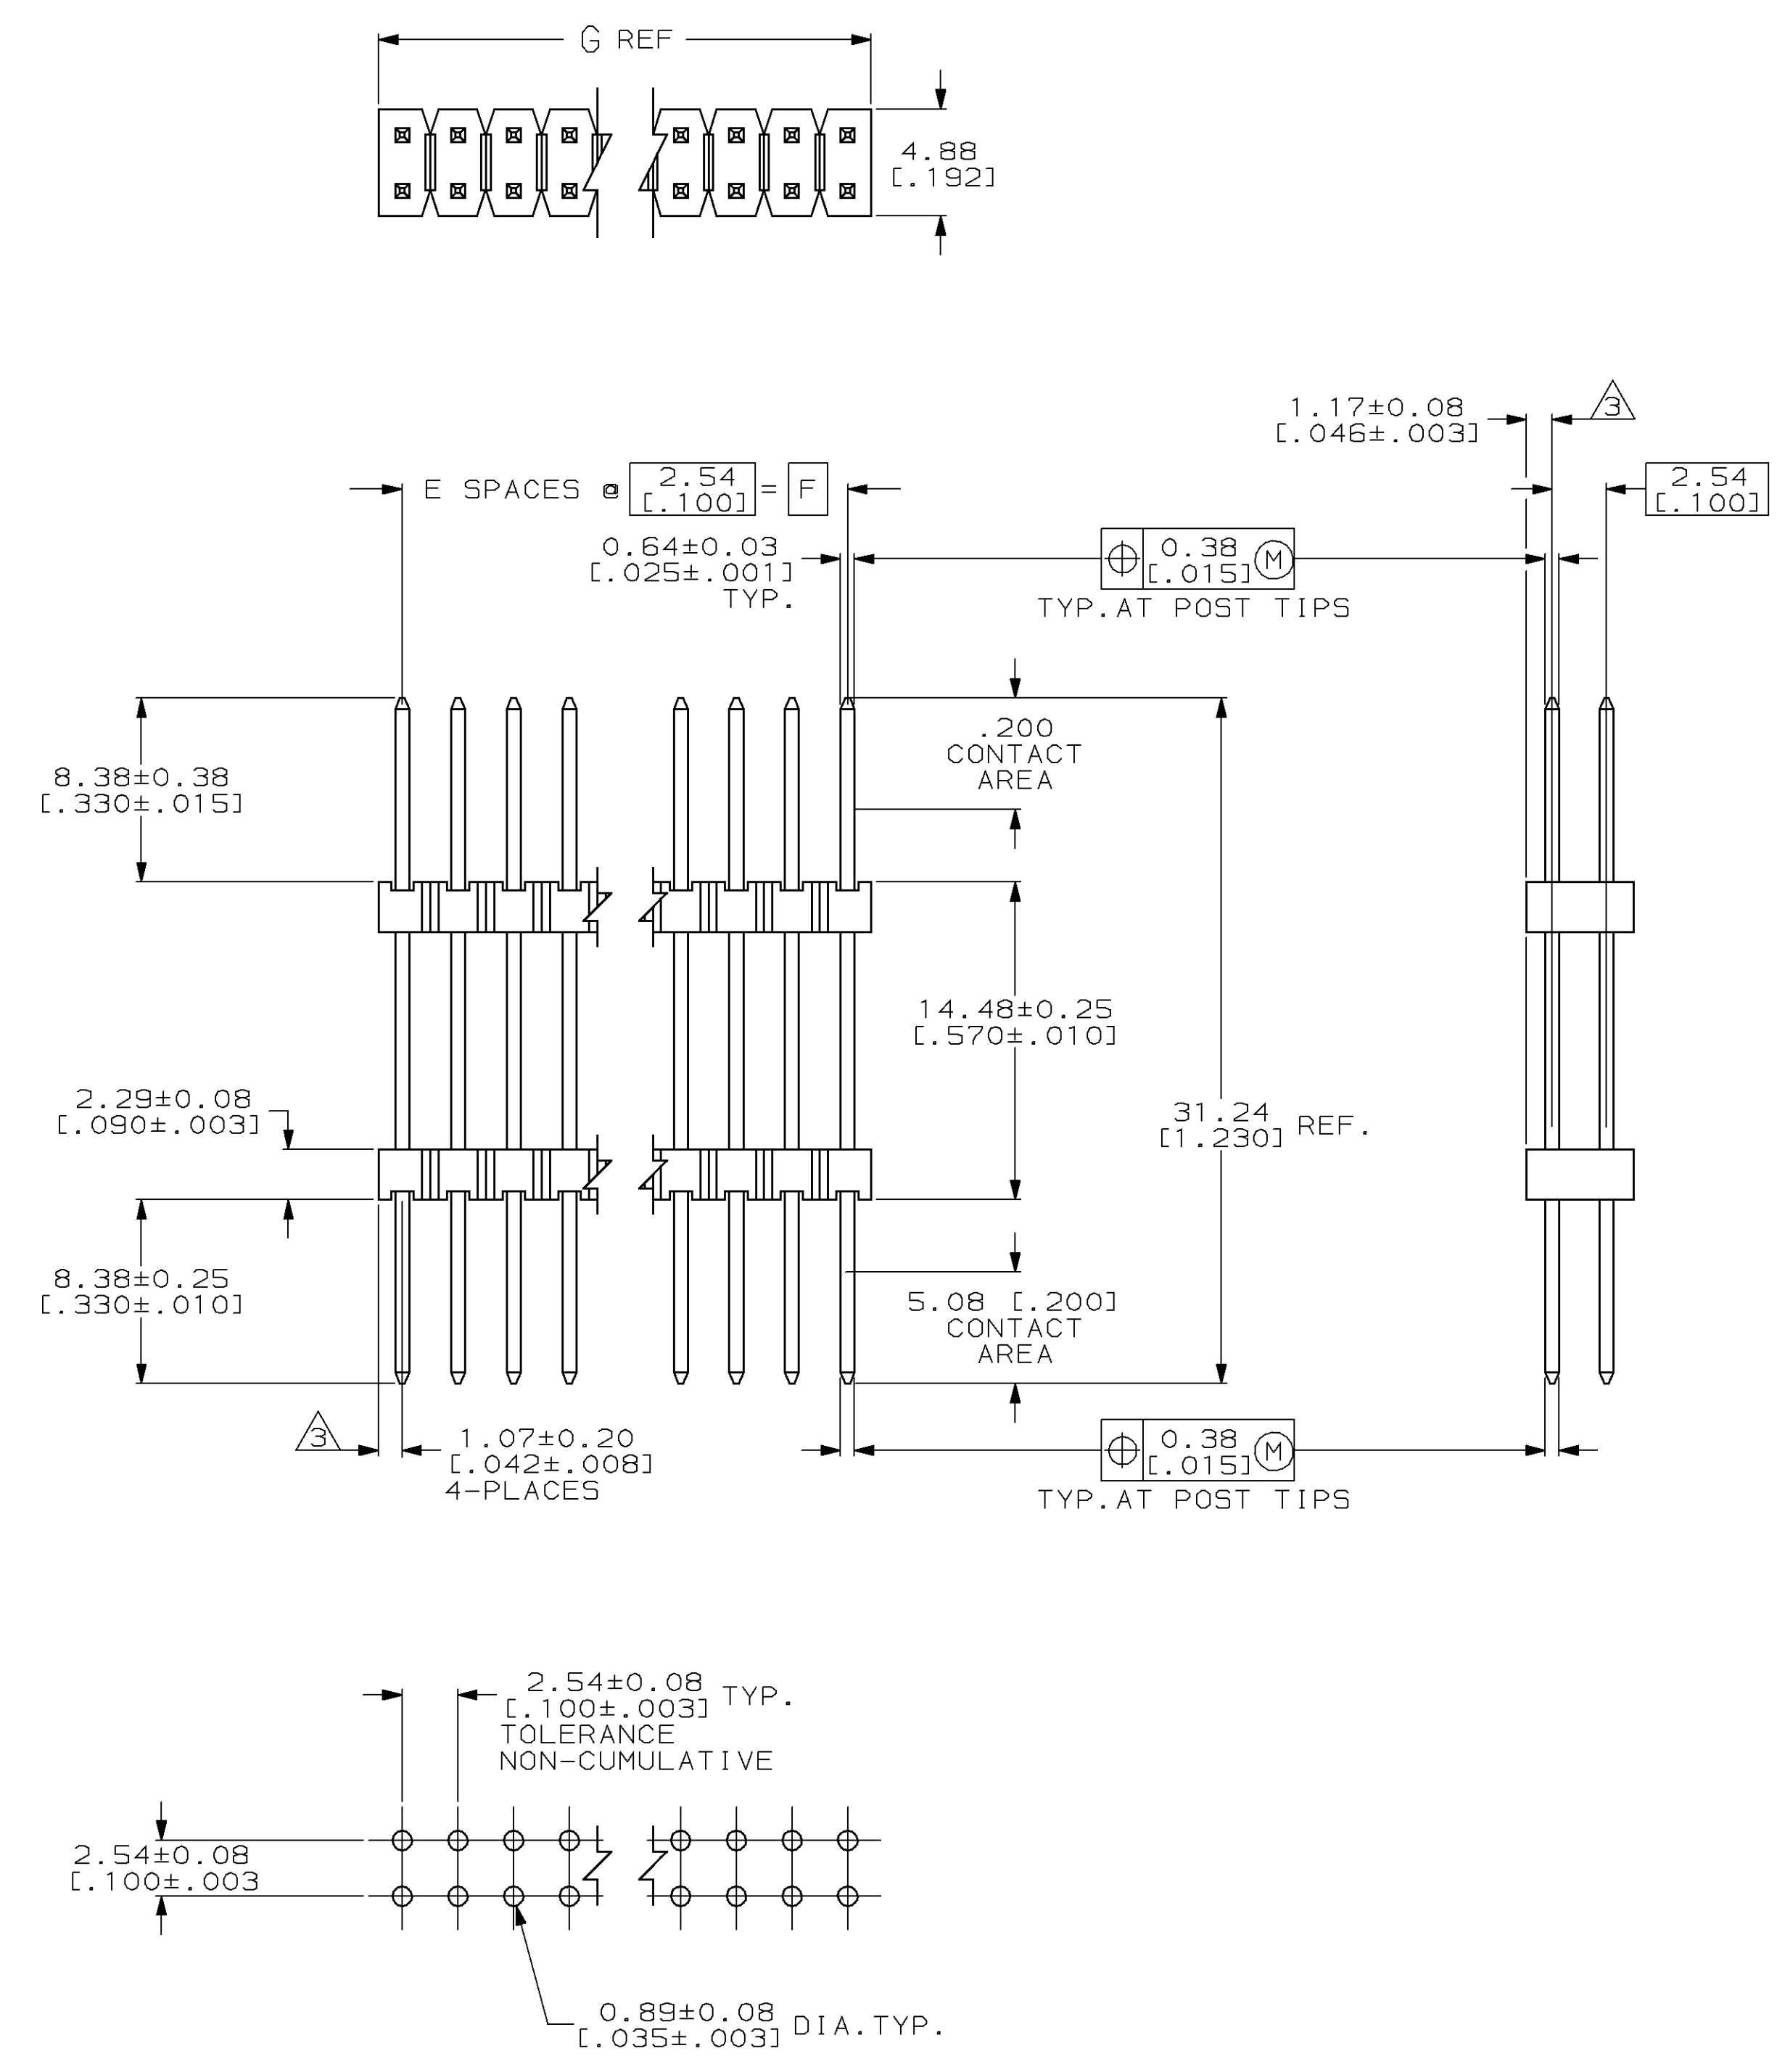 G REF
4.88
[.192]
1.17±0.08
[.046±.003]
3
E SPACES @ 2.54 [.100] = F
2.54
[.100]
0.64±0.03
[.025±.001]
TYP.
0.38
[.015] M
TYP.AT POST TIPS
.200
CONTACT
AREA
8.38±0.38
[.330±.015]
14.48±0.25
[.570±.010]
2.29±0.08
[.090±.003]
31.24
[1.230] REF.
8.38±0.25
[.330±.010]
5.08 [.200]
CONTACT
AREA
3
1.07±0.20
[.042±.008]
4-PLACES
0.38
[.015] M
TYP.AT POST TIPS
2.54±0.08
[.100±.003] TYP.
TOLERANCE
NON-CUMULATIVE
2.54±0.08
[.100±.003
0.89±0.08
[.035±.003] DIA.TYP.